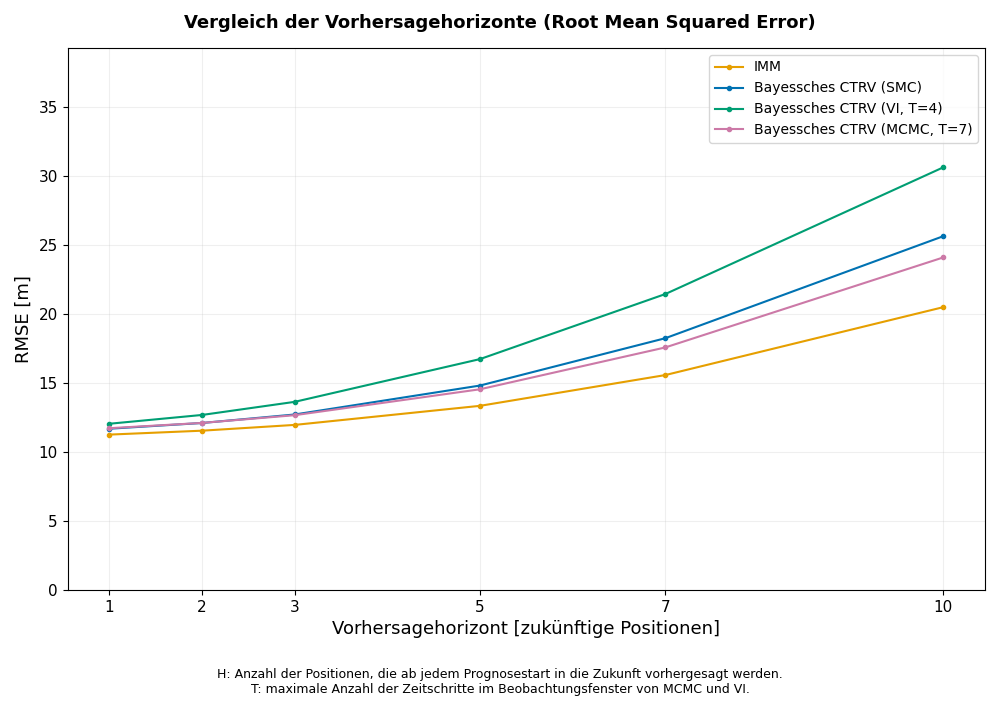 Vergleich der Vorhersagehorizonte (Root Mean Squared Error)
IMM
Bayessches CTRV (SMC)
Bayessches CTRV (VI, T=4)
Bayessches CTRV (MCMC, T=7)
RMSE [m]
35
30
25
20
15
10
5
0
1 2 3 5 7 10
Vorhersagehorizont [zukünftige Positionen]
H: Anzahl der Positionen, die ab jedem Prognosestart in die Zukunft vorhergesagt werden.
T: maximale Anzahl der Zeitschritte im Beobachtungsfenster von MCMC und VI.